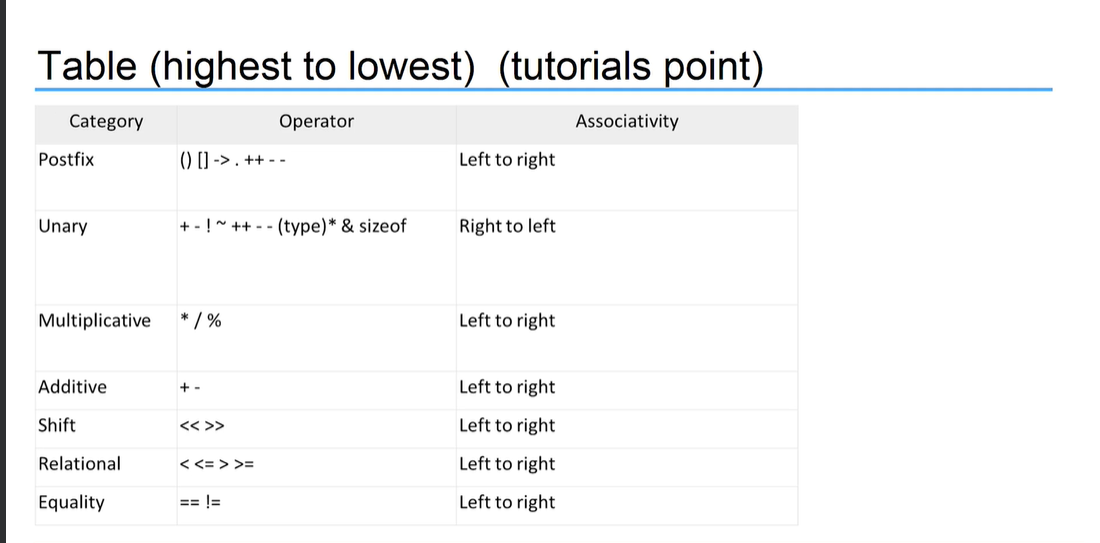 Table (highest to lowest)  (tutorials point)
Category Operator Associativity
Postfix () [] -> . ++ - - Left to right
Unary + - ! ~ ++ - - (type)* & sizeof Right to left
Multiplicative * / % Left to right
Additive + - Left to right
Shift << >> Left to right
Relational < <= > >= Left to right
Equality == != Left to right